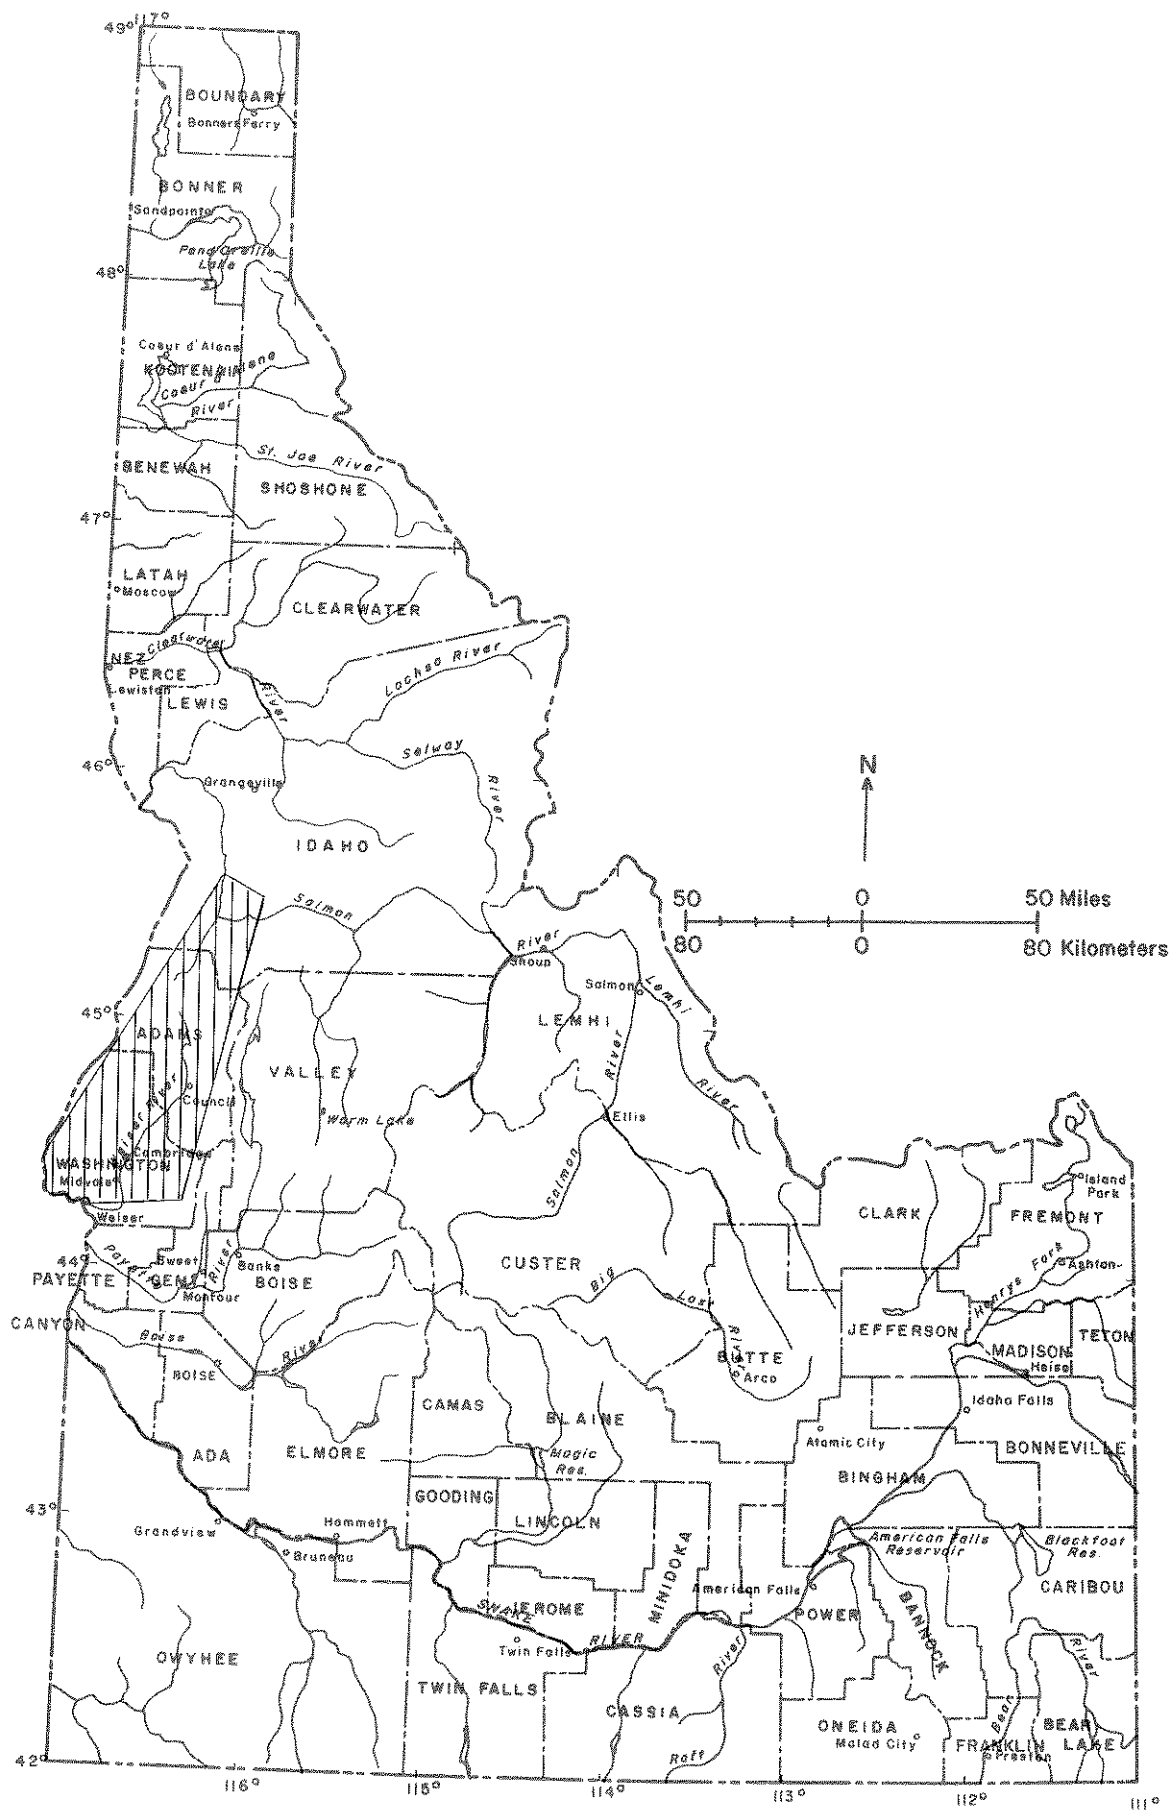 49°
117°
BOUNDARY
Bonners Ferry
BONNER
Sandpoint
Pend Oreille
Lake
48°
Coeur d'Alene
KOOTENAI
Coeur d'Alene
River
St. Joe River
BENEWAH
SHOSHONE
47°
LATAH
Moscow
CLEARWATER
Clearwater
NEZ
PERCE
Lewiston
LEWIS
River
Lochsa River
Selway
River
46°
Grangeville
IDAHO
N
50 0 50 Miles
80 0 80 Kilometers
Salmon
River
Shoup
Salmon
Lemhi
River
45°
ADAMS
LEMHI
River
VALLEY
Council
Weiser River
Warm Lake
Ellis
Cambridge
WASHINGTON
Midvale
Salmon
Weiser
Island
Park
CLARK
FREMONT
44°
Payette
Sweet
River
Banks
PAYETTE
GEM
BOISE
Montour
CUSTER
Big
Lost
River
Henrys Fork
Ashton
CANYON
Boise
River
BOISE
JEFFERSON
TETON
MADISON
Heise
BUTTE
Arco
CAMAS
BLAINE
Idaho Falls
ADA
ELMORE
Magic
Res.
Atomic City
BONNEVILLE
BINGHAM
43°
GOODING
LINCOLN
Grandview
Hammett
Bruneau
MINIDOKA
American Falls
Reservoir
Blackfoot
Res.
American Falls
CARIBOU
JEROME
SNAKE
RIVER
POWER
BANNOCK
Twin Falls
River
River
OWYHEE
TWIN FALLS
CASSIA
Raft
ONEIDA
Malad City
Bear
FRANKLIN
Preston
BEAR
LAKE
42°
116°
115°
114°
113°
112°
111°